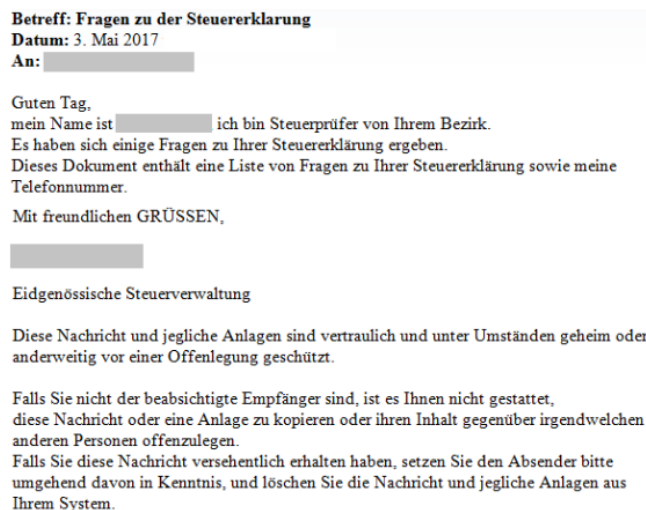 Betreff: Fragen zu der Steuererklarung
Datum: 3. Mai 2017
An:
Guten Tag,
mein Name ist ich bin Steuerprüfer von Ihrem Bezirk.
Es haben sich einige Fragen zu Ihrer Steuererklärung ergeben.
Dieses Dokument enthält eine Liste von Fragen zu Ihrer Steuererklärung sowie meine
Telefonnummer.
Mit freundlichen GRÜSSEN,
Eidgenössische Steuerverwaltung
Diese Nachricht und jegliche Anlagen sind vertraulich und unter Umständen geheim oder
anderweitig vor einer Offenlegung geschützt.
Falls Sie nicht der beabsichtigte Empfänger sind, ist es Ihnen nicht gestattet,
diese Nachricht oder eine Anlage zu kopieren oder ihren Inhalt gegenüber irgendwelchen
anderen Personen offenzulegen.
Falls Sie diese Nachricht versehentlich erhalten haben, setzen Sie den Absender bitte
umgehend davon in Kenntnis, und löschen Sie die Nachricht und jegliche Anlagen aus
Ihrem System.